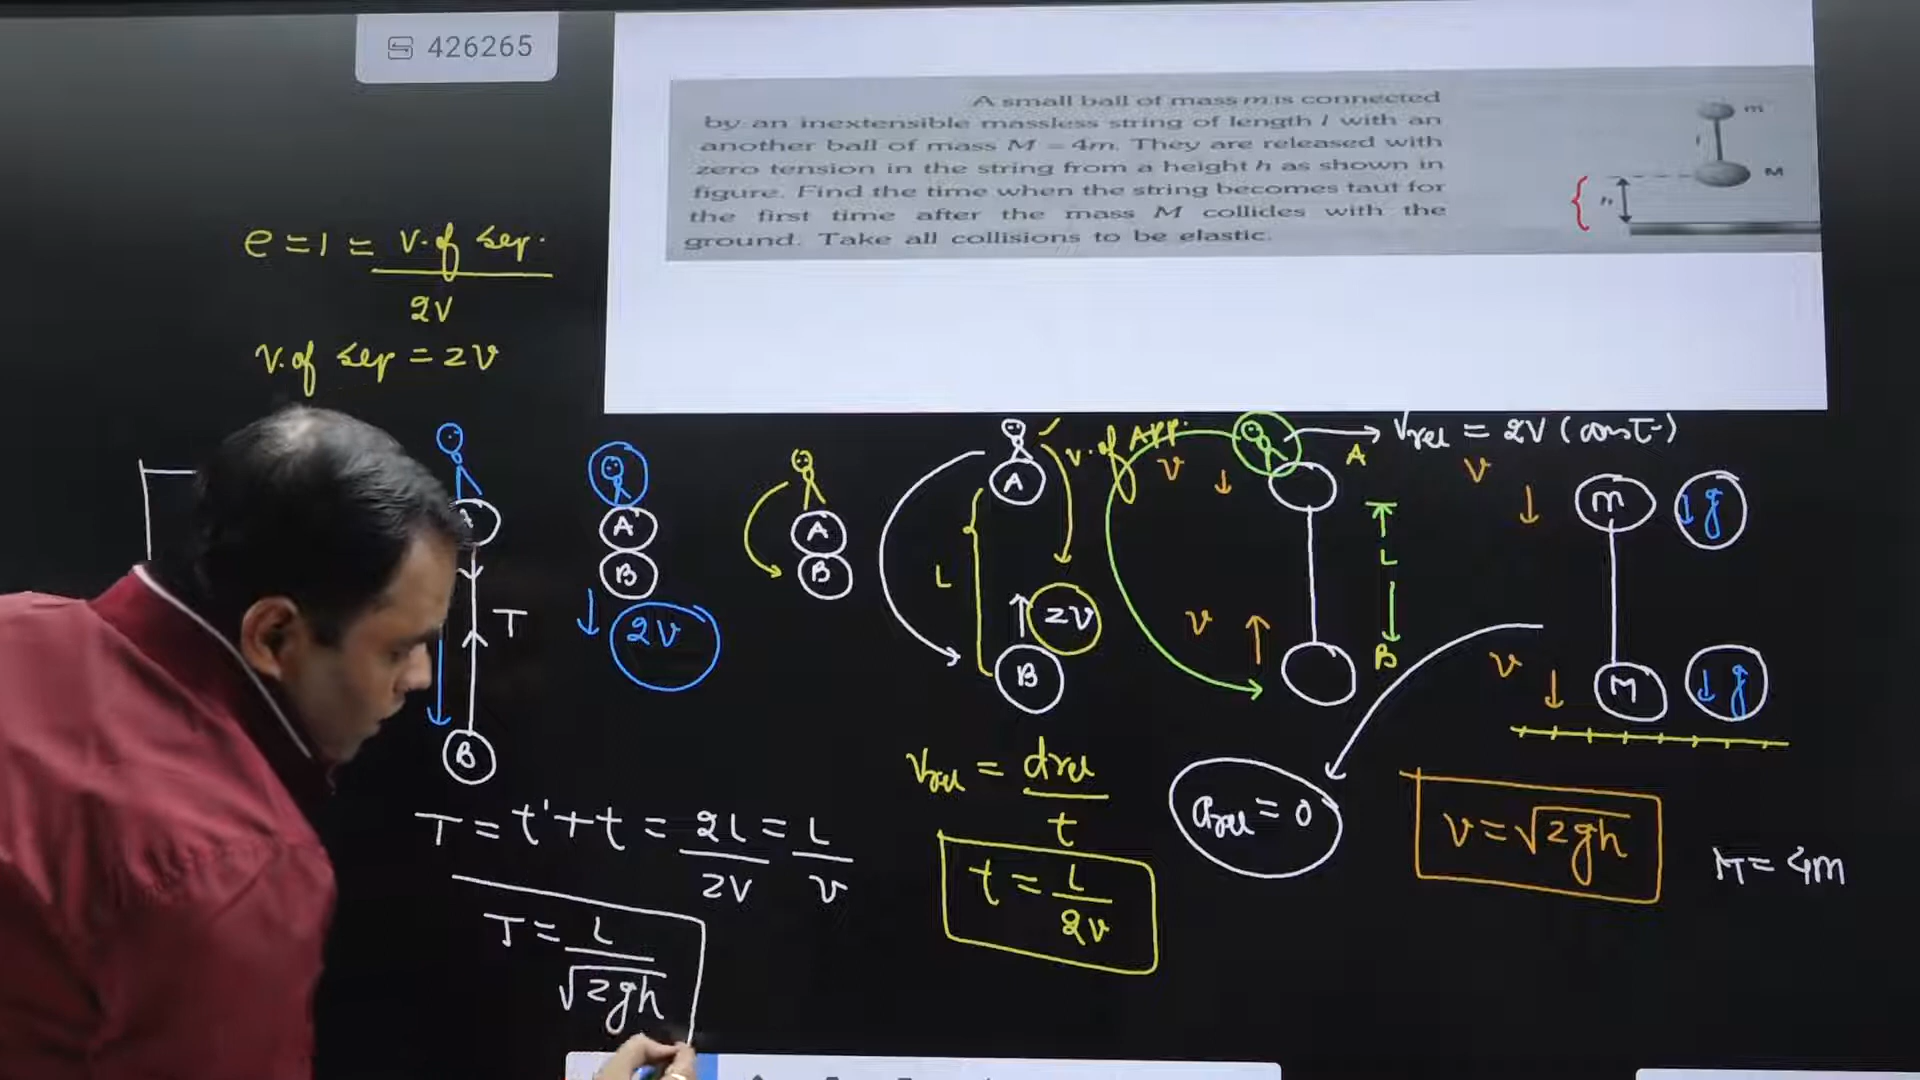 426265
A small ball of mass m is connected
by an inextensible massless string of length l with an
another ball of mass M = 4m. They are released with
zero tension in the string from a height h as shown in
figure. Find the time when the string becomes taut for
the first time after the mass M collides with the
ground. Take all collisions to be elastic.
m
l
M
h
e = 1 = v. of sep.
2v
v. of sep = 2v
A
B
T
A
B
2v
A
B
A
v. of App.
L
2v
B
v
v
A
L
B
Vrel = 2v (const)
v
m
g
v
M
g
T = t' + t = 2L = L
2v v
T = L
√2gh
Vrel = drel
t
t = L
2v
arel = 0
v = √2gh
M = 4m